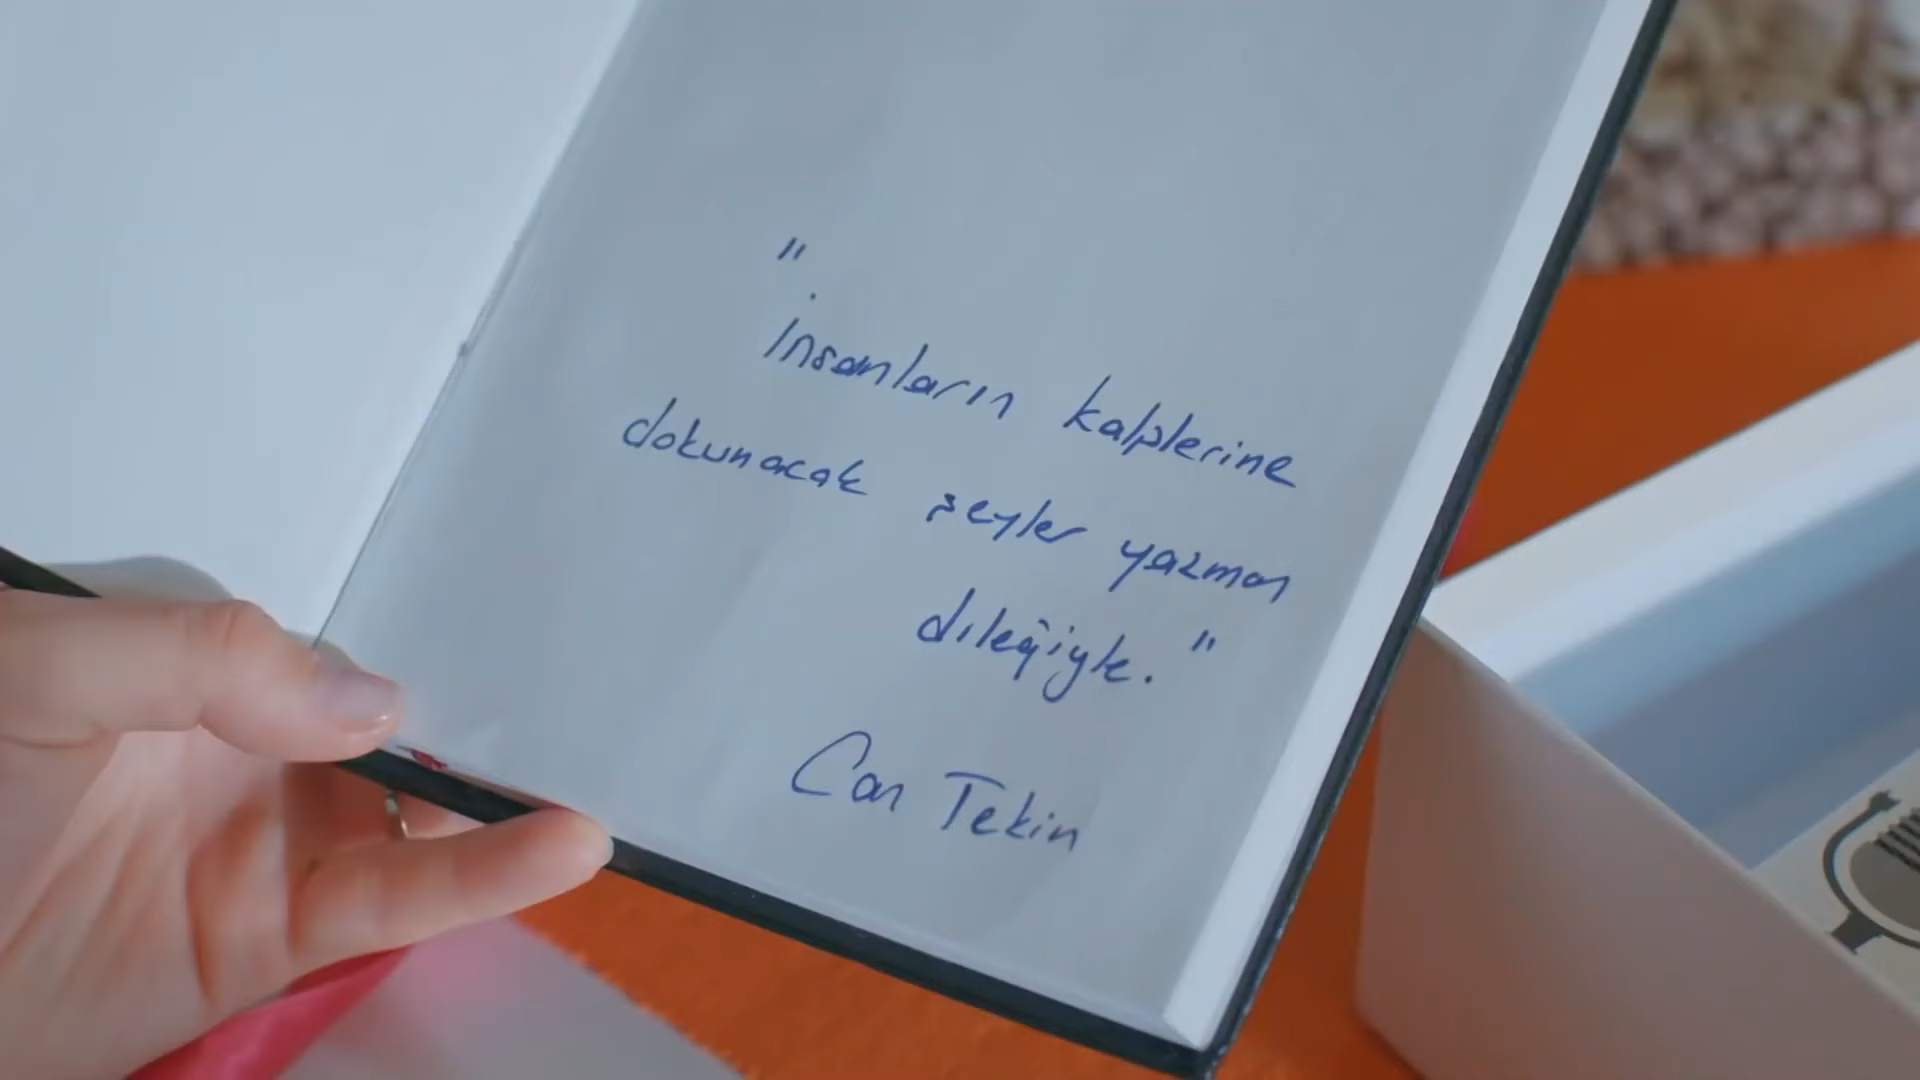 "
İnsanların kalplerine
dokunacak şeyler yazman
dileğiyle."
Can Tekin